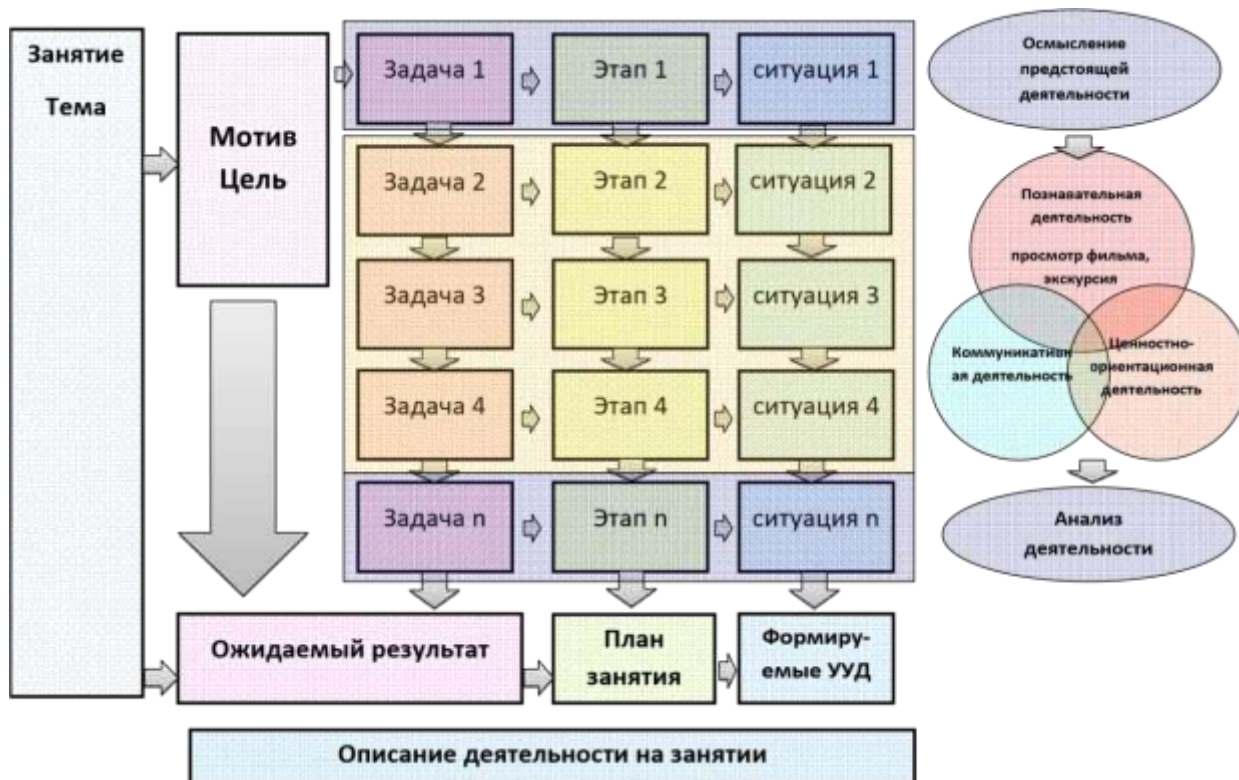 Занятие
Тема
Мотив
Цель
Задача 1
Этап 1
ситуация 1
Задача 2
Этап 2
ситуация 2
Задача 3
Этап 3
ситуация 3
Задача 4
Этап 4
ситуация 4
Задача n
Этап n
ситуация n
Ожидаемый результат
План
занятия
Формиру-
емые УУД
Описание деятельности на занятии
Осмысление
предстоящей
деятельности
Познавательная
деятельность
просмотр фильма,
экскурсия
Коммуникативн
ая деятельность
Ценностно-
ориентационная
деятельность
Анализ
деятельности